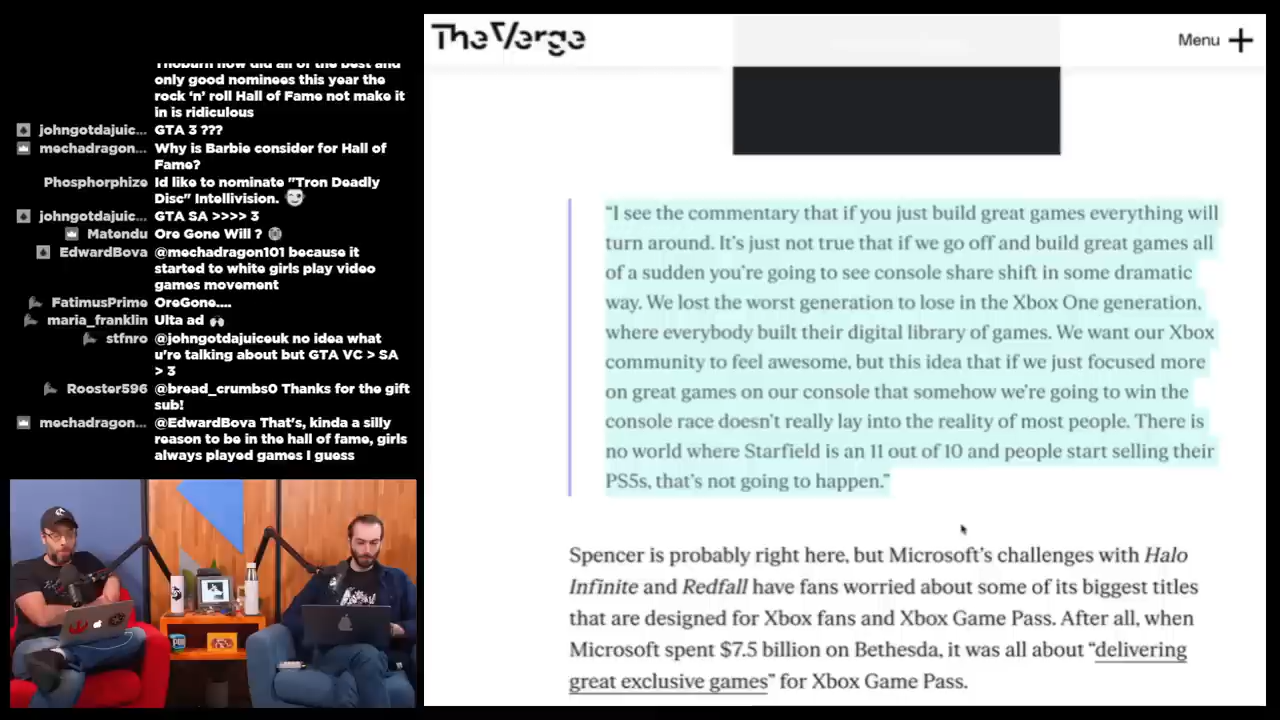 Thoburn how did all of the best and
only good nominees this year the
rock 'n' roll Hall of Fame not make it
in is ridiculous
johngotdajuic... GTA 3 ???
mechadragon... Why is Barbie consider for Hall of
Fame?
Phosphorphize Id like to nominate "Tron Deadly
Disc" Intellivision.
johngotdajuic... GTA SA >>>> 3
Matendu Ore Gone Will ?
EdwardBova @mechadragon101 because it
started to white girls play video
games movement
FatimusPrime OreGone....
maria_franklin Ulta ad
stfnro @johngotdajuiceuk no idea what
u're talking about but GTA VC > SA
> 3
Rooster596 @bread_crumbs0 Thanks for the gift
sub!
mechadragon... @EdwardBova That's, kinda a silly
reason to be in the hall of fame, girls
always played games I guess
The Verge
Menu
“I see the commentary that if you just build great games everything will
turn around. It’s just not true that if we go off and build great games all
of a sudden you’re going to see console share shift in some dramatic
way. We lost the worst generation to lose in the Xbox One generation,
where everybody built their digital library of games. We want our Xbox
community to feel awesome, but this idea that if we just focused more
on great games on our console that somehow we’re going to win the
console race doesn’t really lay into the reality of most people. There is
no world where Starfield is an 11 out of 10 and people start selling their
PS5s, that’s not going to happen.”
Spencer is probably right here, but Microsoft’s challenges with Halo
Infinite and Redfall have fans worried about some of its biggest titles
that are designed for Xbox fans and Xbox Game Pass. After all, when
Microsoft spent $7.5 billion on Bethesda, it was all about “delivering
great exclusive games” for Xbox Game Pass.